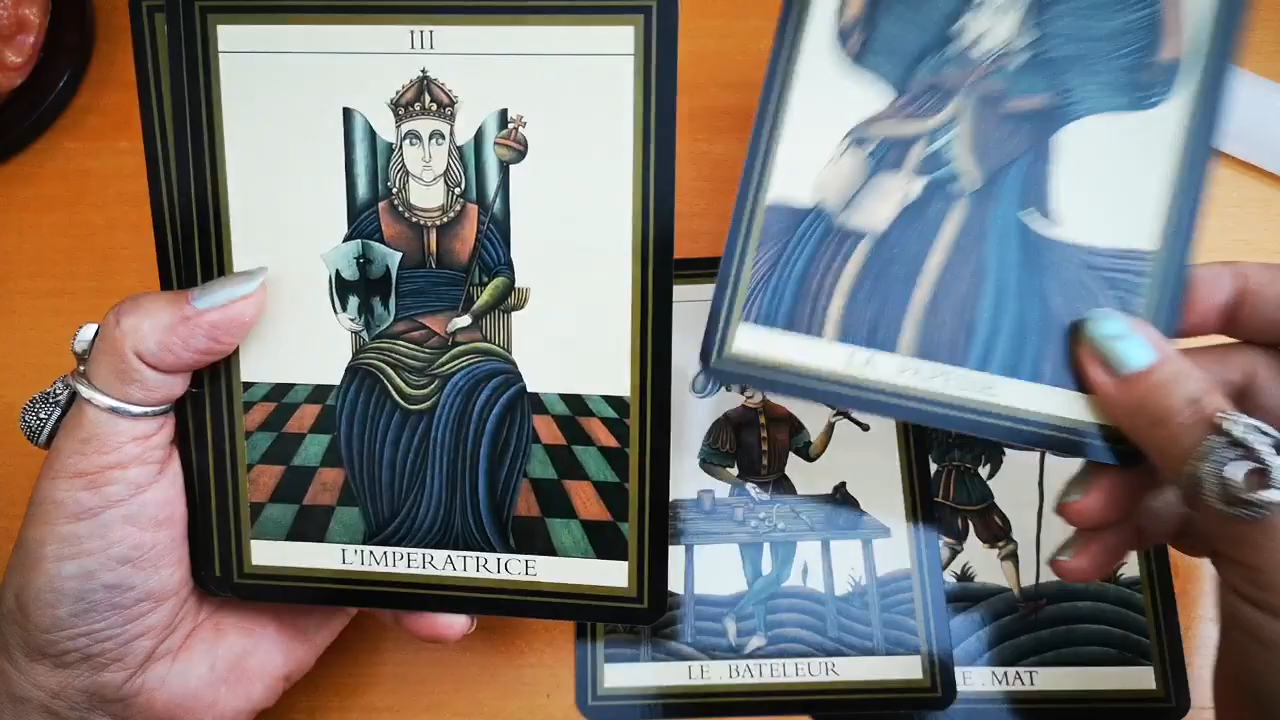 III
L'IMPERATRICE
LE . BATELEUR
E . MAT